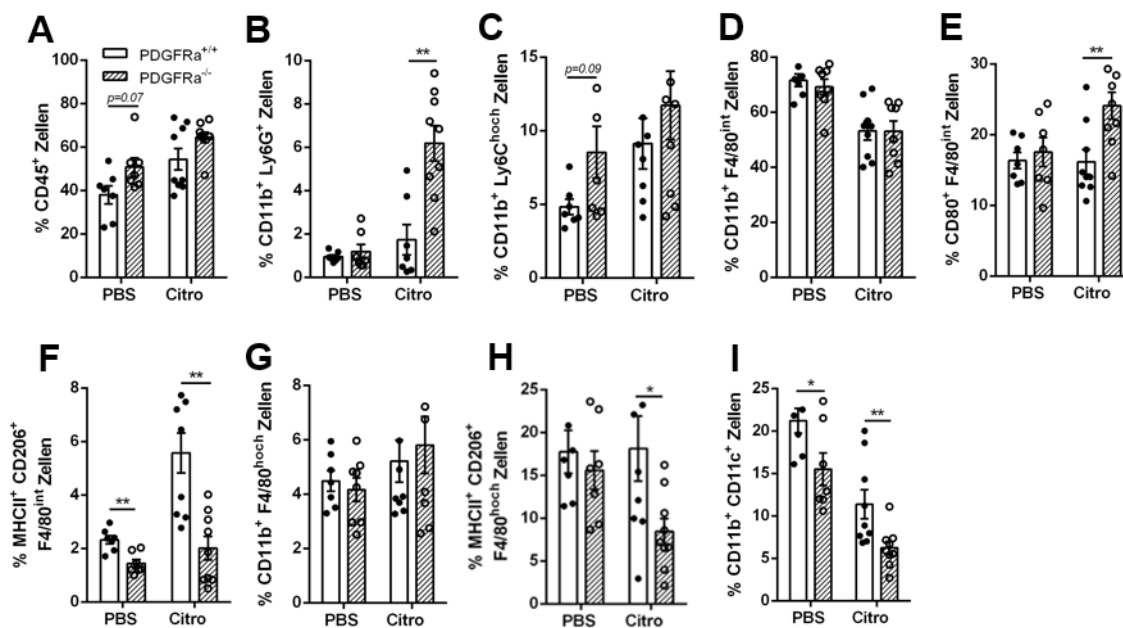 A
PDGFRa+/+
PDGFRa-/-
p=0.07
% CD45+ Zellen
100
80
60
40
20
0
PBS
Citro
B
**
% CD11b+ Ly6G+ Zellen
10
8
6
4
2
0
PBS
Citro
C
p=0.09
% CD11b+ Ly6Choch Zellen
15
10
5
0
PBS
Citro
D
% CD11b+ F4/80int Zellen
80
60
40
20
0
PBS
Citro
E
**
% CD80+ F4/80int Zellen
30
20
10
0
PBS
Citro
F
**
**
% MHCII+ CD206+
F4/80int Zellen
8
6
4
2
0
PBS
Citro
G
% CD11b+ F4/80hoch Zellen
8
6
4
2
0
PBS
Citro
H
*
% MHCII+ CD206+
F4/80hoch Zellen
25
20
15
10
5
0
PBS
Citro
I
*
**
% CD11b+ CD11c+ Zellen
25
20
15
10
5
0
PBS
Citro